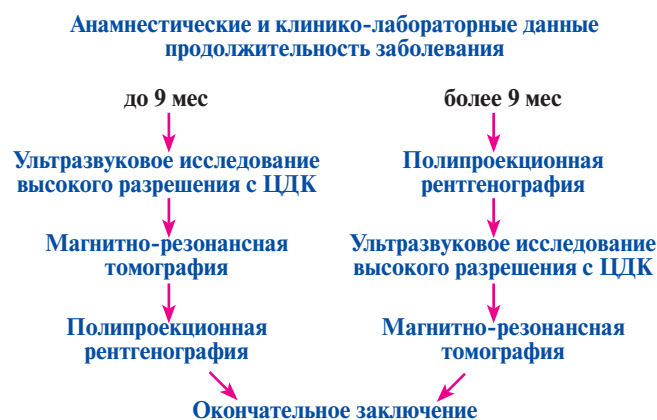 Анамнестические и клинико-лабораторные данные
продолжительность заболевания
до 9 мес
Ультразвуковое исследование
высокого разрешения с ЦДК
Магнитно-резонансная
томография
Полипроекционная
рентгенография
более 9 мес
Полипроекционная
рентгенография
Ультразвуковое исследование
высокого разрешения с ЦДК
Магнитно-резонансная
томография
Окончательное заключение